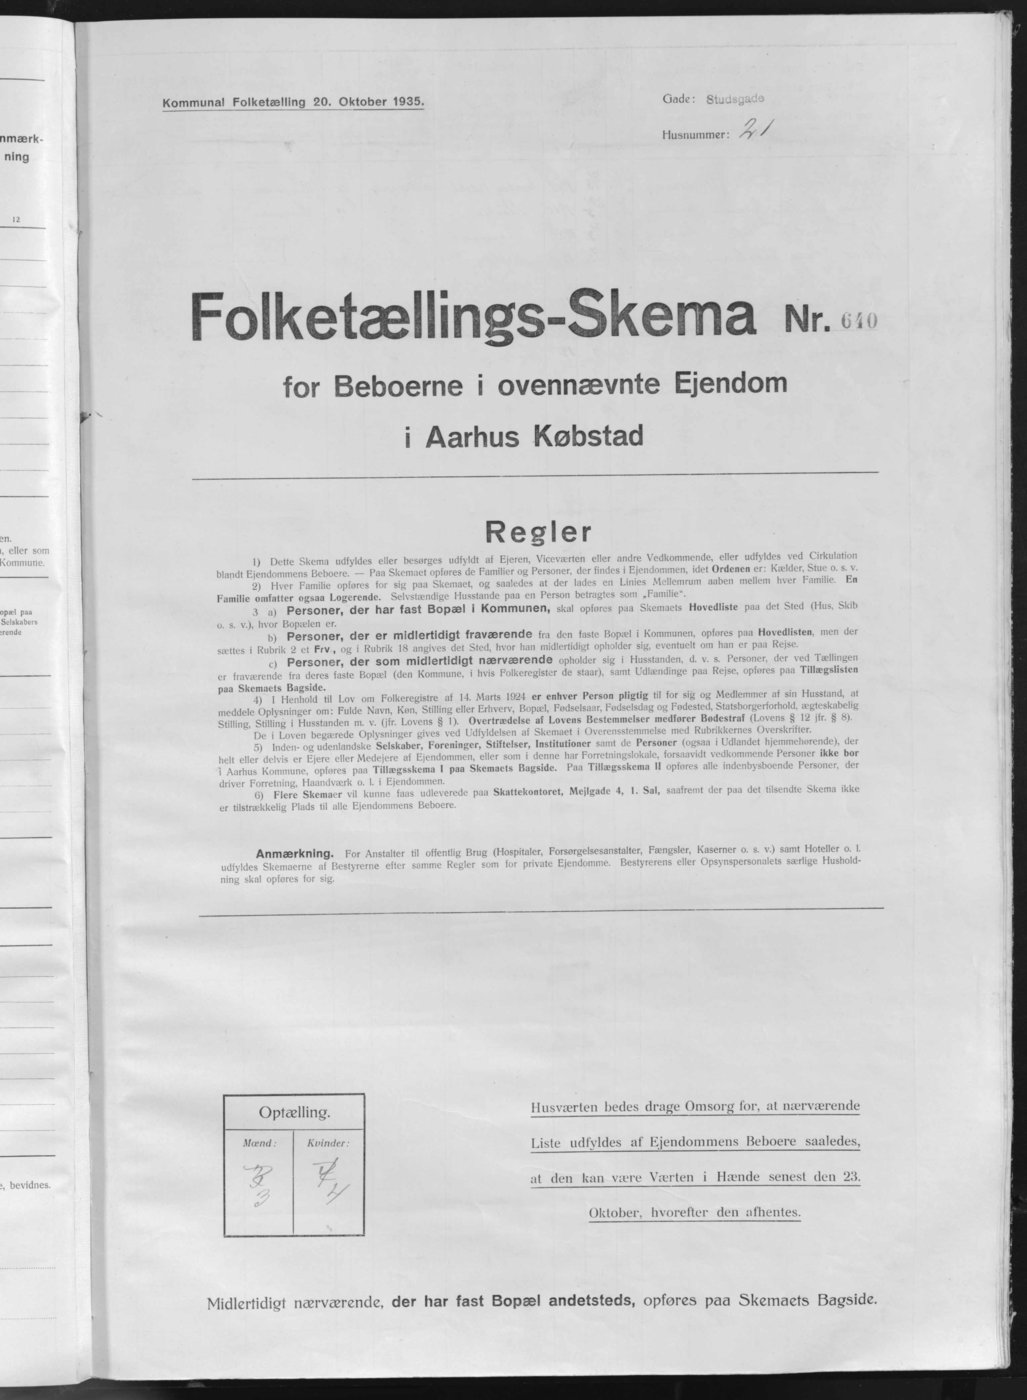 nmærk-
ning
12
en.
, eller som
Kommune.
opæl paa
Selskabers
ørende
e, bevidnes.
Kommunal Folketælling 20. Oktober 1935.
Gade: Studsgade
Husnummer: 21
Folketællings-Skema Nr. 640
for Beboerne i ovennævnte Ejendom
i Aarhus Købstad
Regler
1) Dette Skema udfyldes eller besørges udfyldt af Ejeren, Viceværten eller andre Vedkommende, eller udfyldes ved Cirkulation
blandt Ejendommens Beboere. — Paa Skemaet opføres de Familier og Personer, der findes i Ejendommen, idet Ordenen er: Kælder, Stue o. s. v.
2) Hver Familie opføres for sig paa Skemaet, og saaledes at der lades en Linies Mellemrum aaben mellem hver Familie. En
Familie omfatter ogsaa Logerende. Selvstændige Husstande paa en Person betragtes som „Familie“.
3 a) Personer, der har fast Bopæl i Kommunen, skal opføres paa Skemaets Hovedliste paa det Sted (Hus, Skib
o. s. v.), hvor Bopælen er.
b) Personer, der er midlertidigt fraværende fra den faste Bopæl i Kommunen, opføres paa Hovedlisten, men der
sættes i Rubrik 2 et Frv., og i Rubrik 18 angives det Sted, hvor han midlertidigt opholder sig, eventuelt om han er paa Rejse.
c) Personer, der som midlertidigt nærværende opholder sig i Husstanden, d. v. s. Personer, der ved Tællingen
er fraværende fra deres faste Bopæl (den Kommune, i hvis Folkeregister de staar), samt Udlændinge paa Rejse, opføres paa Tillægslisten
paa Skemaets Bagside.
4) I Henhold til Lov om Folkeregistre af 14. Marts 1924 er enhver Person pligtig til for sig og Medlemmer af sin Husstand, at
meddele Oplysninger om: Fulde Navn, Køn, Stilling eller Erhverv, Bopæl, Fødselsaar, Fødselsdag og Fødested, Statsborgerforhold, ægteskabelig
Stilling, Stilling i Husstanden m. v. (jfr. Lovens § 1). Overtrædelse af Lovens Bestemmelser medfører Bødestraf (Lovens § 12 jfr. § 8).
De i Loven begærede Oplysninger gives ved Udfyldelsen af Skemaet i Overensstemmelse med Rubrikkernes Overskrifter.
5) Inden- og udenlandske Selskaber, Foreninger, Stiftelser, Institutioner samt de Personer (ogsaa i Udlandet hjemmehørende), der
helt eller delvis er Ejere eller Medejere af Ejendommen, eller som i denne har Forretningslokale, forsaavidt vedkommende Personer ikke bor
i Aarhus Kommune, opføres paa Tillægsskema I paa Skemaets Bagside. Paa Tillægsskema II opføres alle indenbysboende Personer, der
driver Forretning, Haandværk o. l. i Ejendommen.
6) Flere Skemaer vil kunne faas udleverede paa Skattekontoret, Mejlgade 4, 1. Sal, saafremt der paa det tilsendte Skema ikke
er tilstrækkelig Plads til alle Ejendommens Beboere.
Anmærkning. For Anstalter til offentlig Brug (Hospitaler, Forsørgelsesanstalter, Fængsler, Kaserner o. s. v.) samt Hoteller o. l.
udfyldes Skemaerne af Bestyrerne efter samme Regler som for private Ejendomme. Bestyrerens eller Opsynspersonalets særlige Hushold-
ning skal opføres for sig.
Optælling.
Mænd: Kvinder:
3 4
3 4
Husværten bedes drage Omsorg for, at nærværende
Liste udfyldes af Ejendommens Beboere saaledes,
at den kan være Værten i Hænde senest den 23.
Oktober, hvorefter den afhentes.
Midlertidigt nærværende, der har fast Bopæl andetsteds, opføres paa Skemaets Bagside.